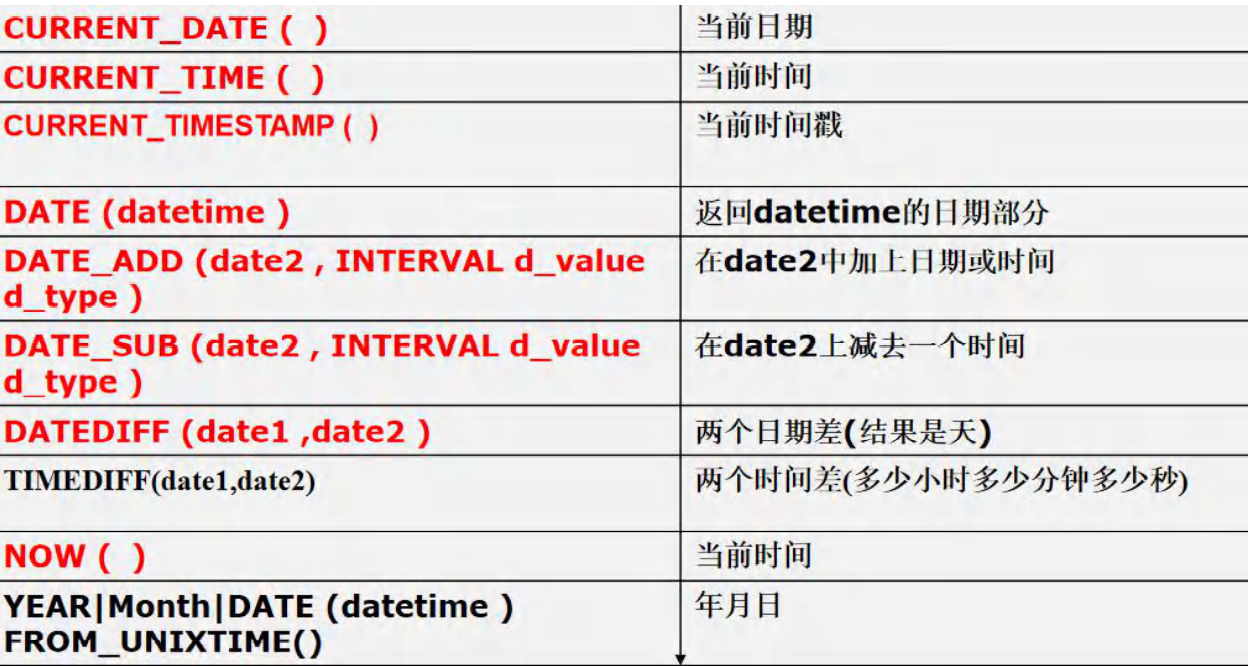 CURRENT_DATE ( )
当前日期
CURRENT_TIME ( )
当前时间
CURRENT_TIMESTAMP ( )
当前时间戳
DATE (datetime )
返回datetime的日期部分
DATE_ADD (date2 , INTERVAL d_value
d_type )
在date2中加上日期或时间
DATE_SUB (date2 , INTERVAL d_value
d_type )
在date2上减去一个时间
DATEDIFF (date1 ,date2 )
两个日期差(结果是天)
TIMEDIFF(date1,date2)
两个时间差(多少小时多少分钟多少秒)
NOW ( )
当前时间
YEAR|Month|DATE (datetime )
FROM_UNIXTIME()
年月日